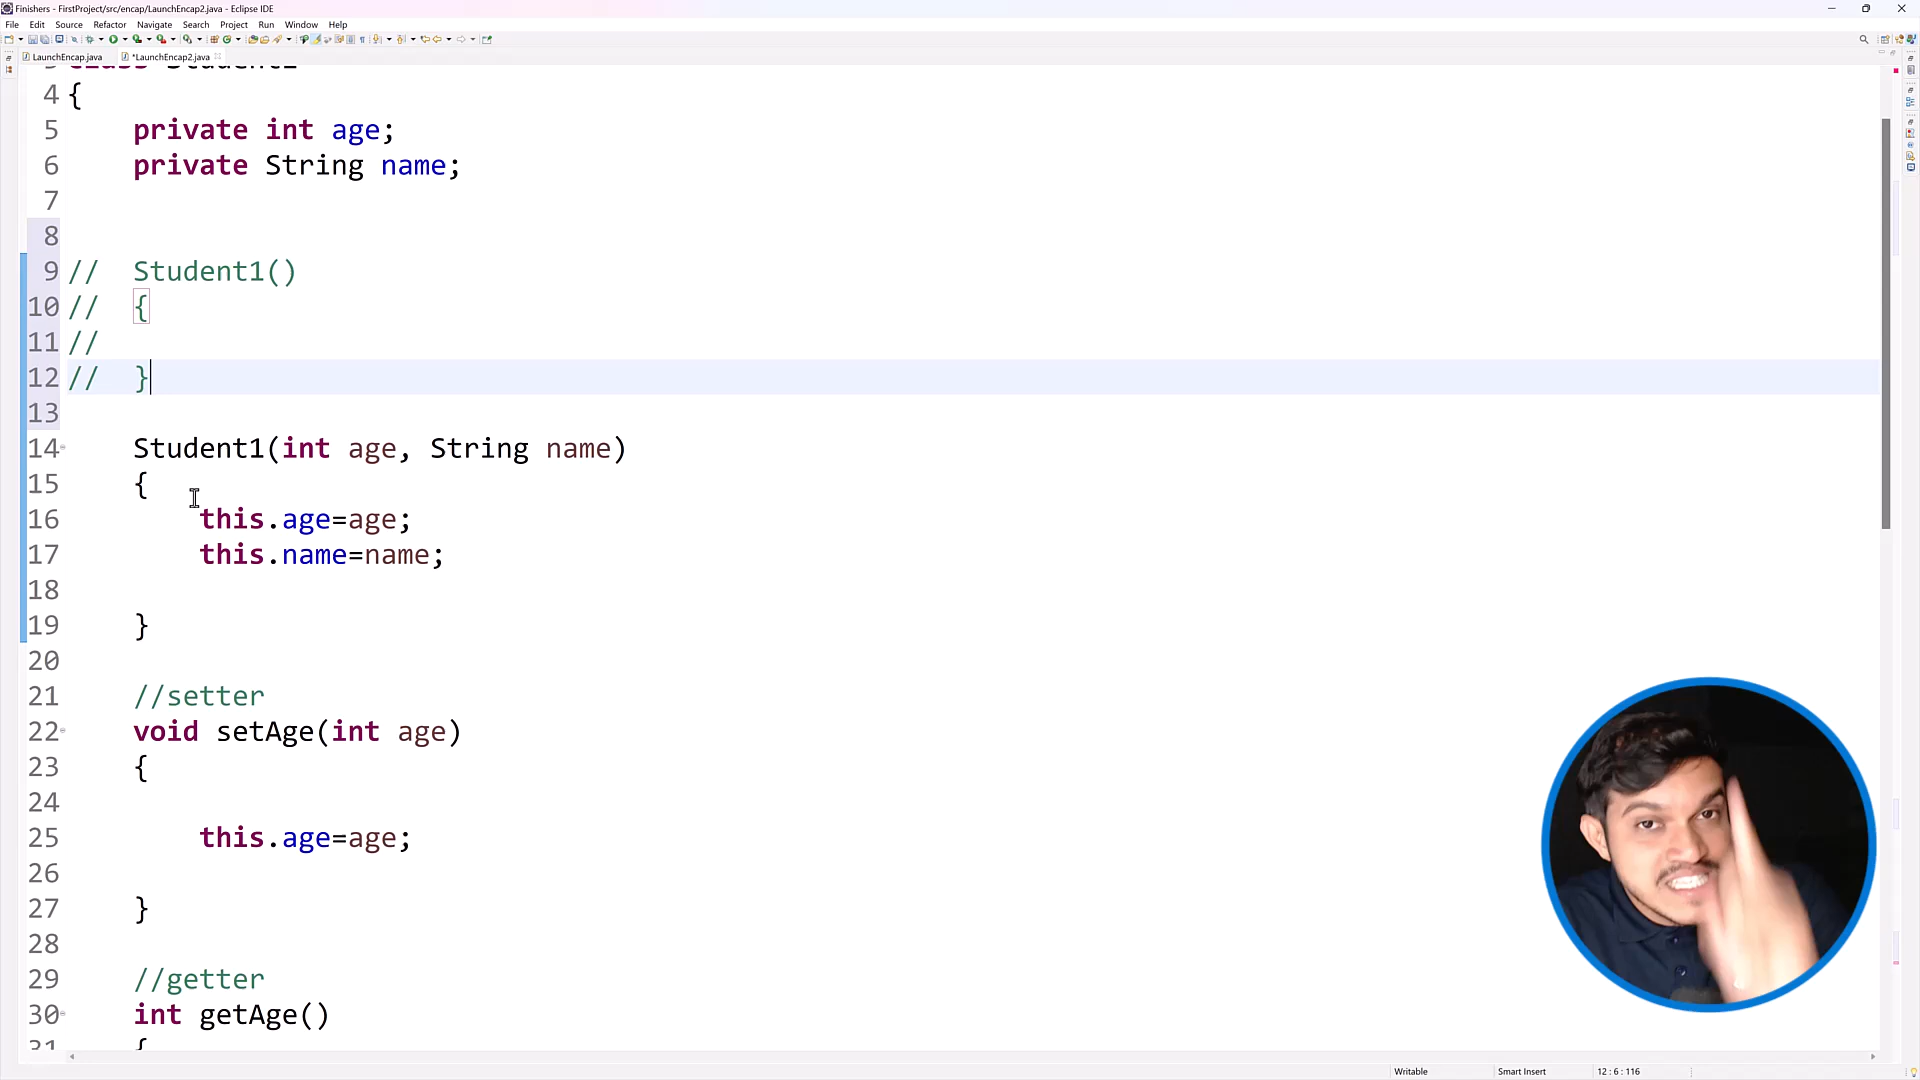 Finishers - FirstProject/src/encap/LaunchEncap2.java - Eclipse IDE
File Edit Source Refactor Navigate Search Project Run Window Help
LaunchEncap.java *LaunchEncap2.java
3 class Student1
4 {
5 private int age;
6 private String name;
7
8
9 // Student1()
10 // {
11 //
12 // }
13
14 Student1(int age, String name)
15 {
16 this.age=age;
17 this.name=name;
18
19 }
20
21 //setter
22 void setAge(int age)
23 {
24
25 this.age=age;
26
27 }
28
29 //getter
30 int getAge()
31 {
Writable Smart Insert 12 : 6 : 116